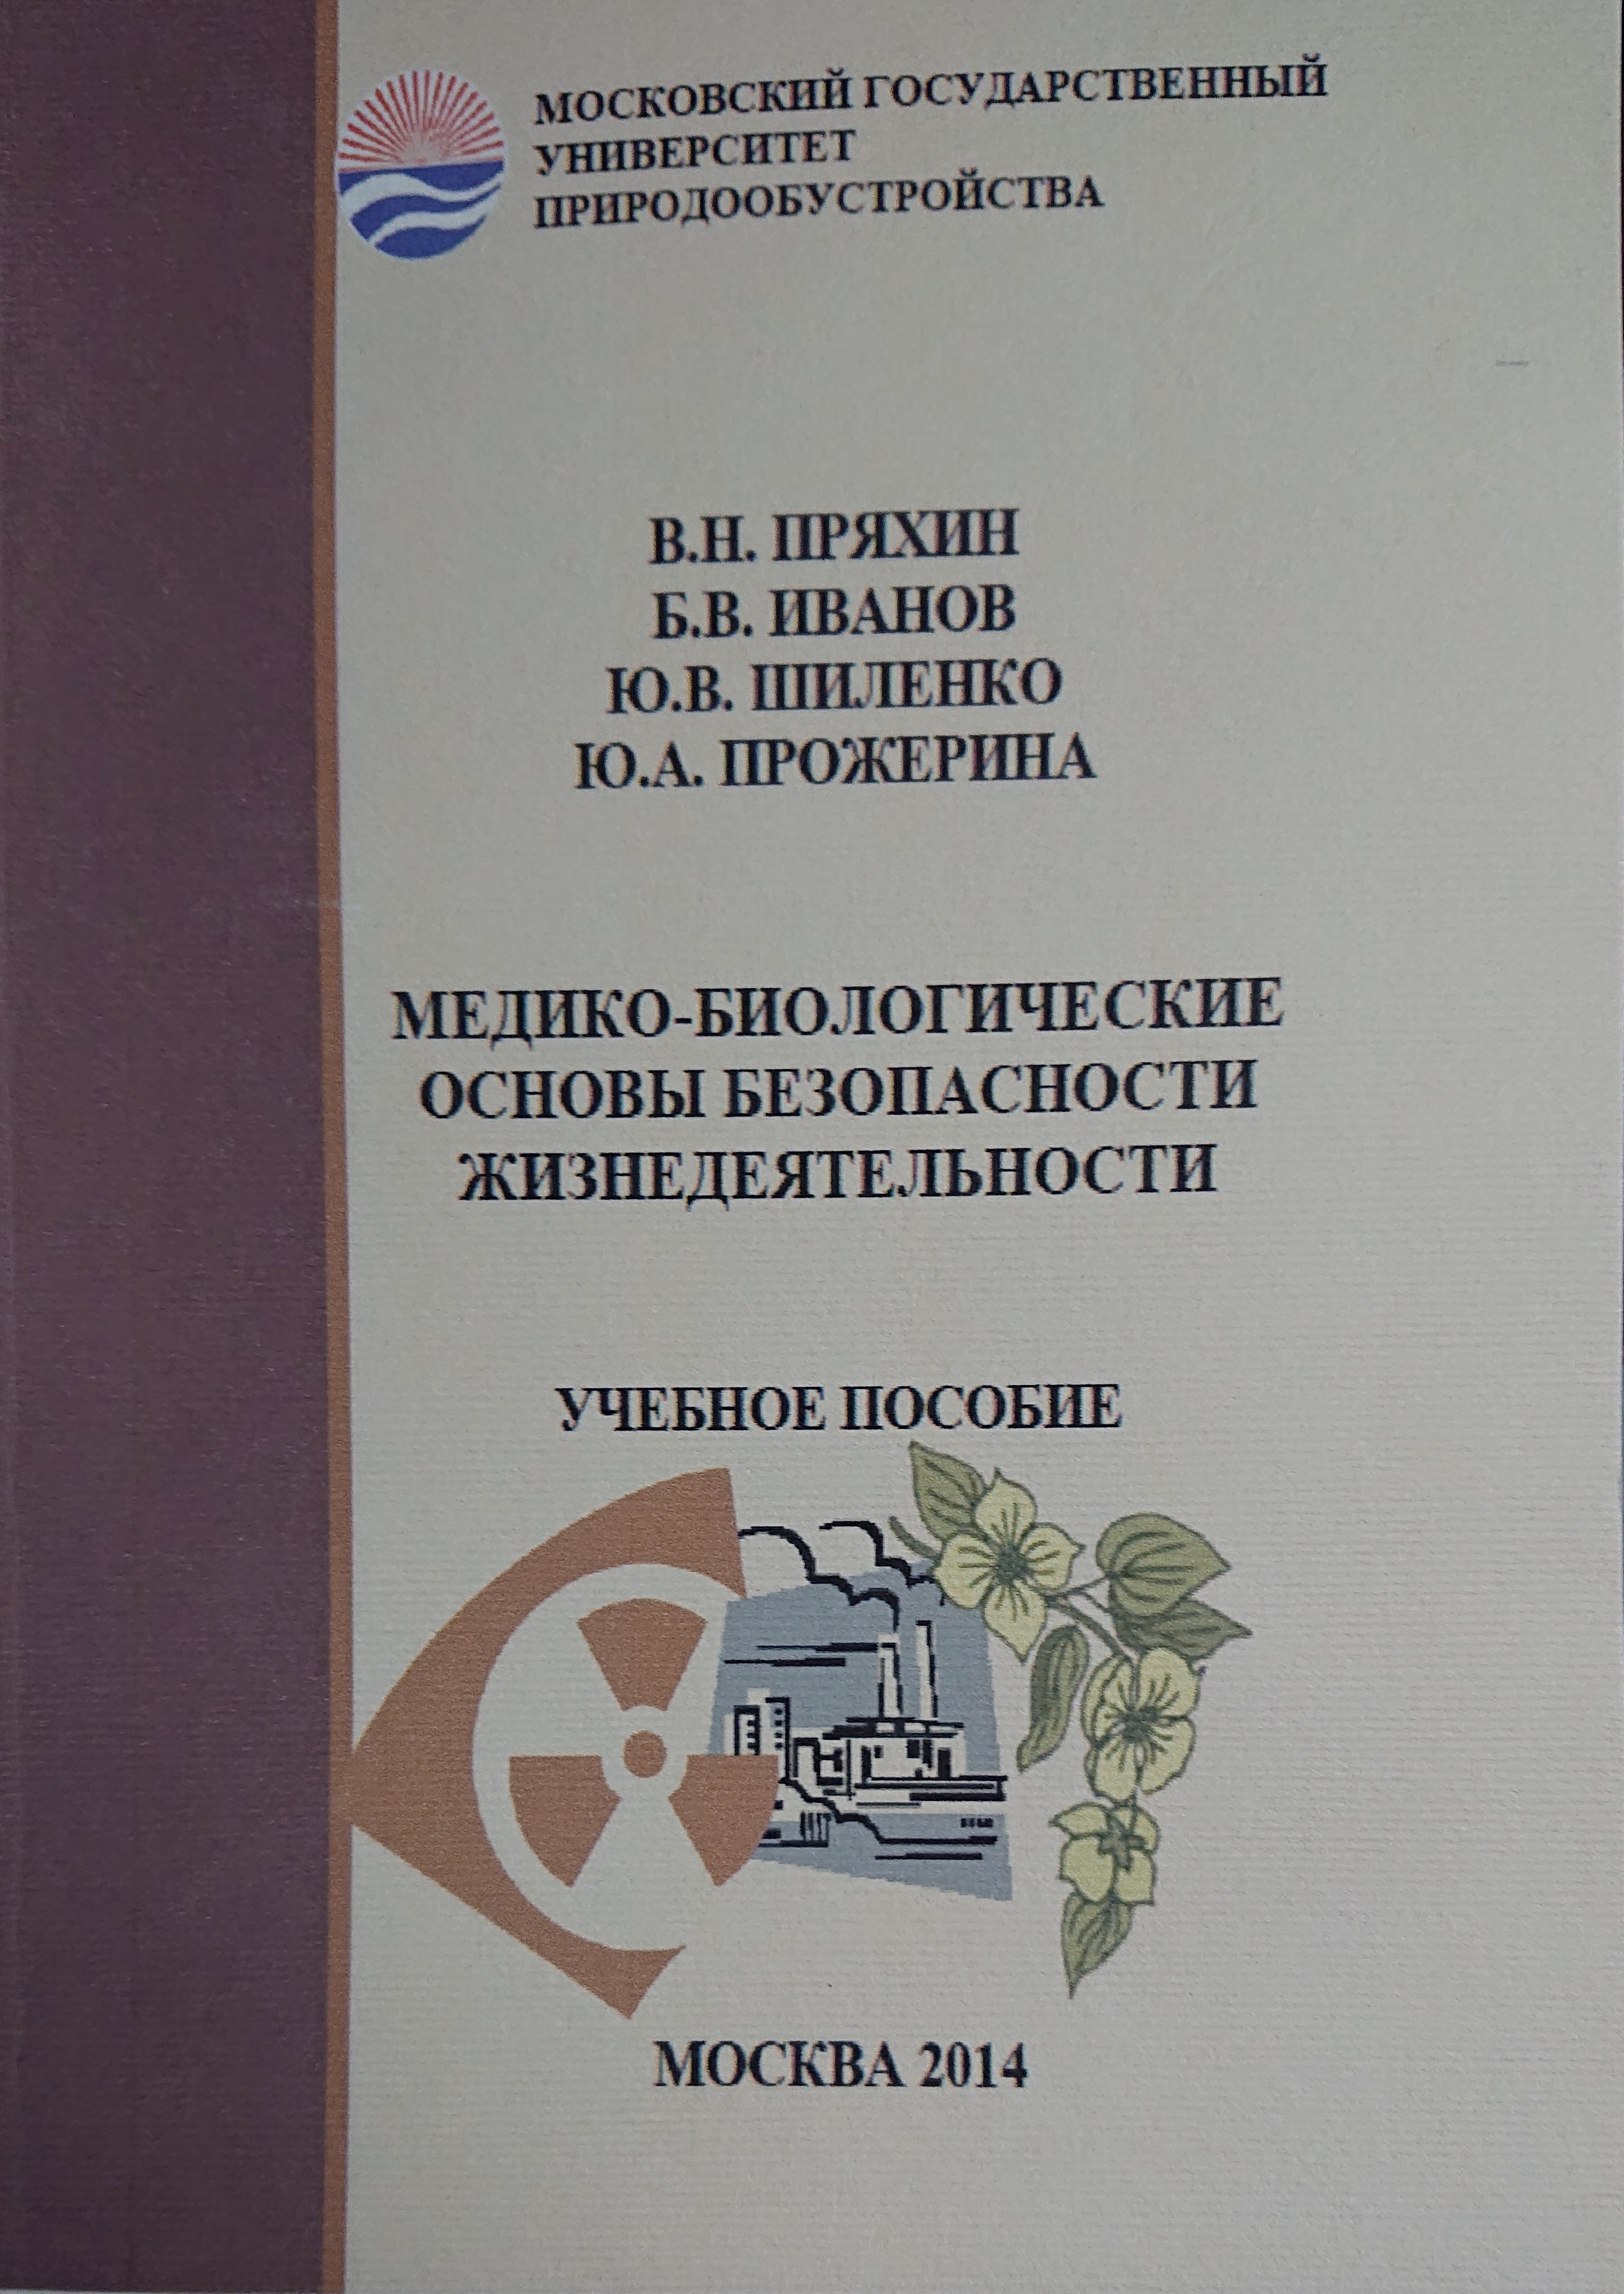 МОСКОВСКИЙ ГОСУДАРСТВЕННЫЙ
УНИВЕРСИТЕТ
ПРИРОДООБУСТРОЙСТВА
В.Н. ПРЯХИН
Б.В. ИВАНОВ
Ю.В. ШИЛЕНКО
Ю.А. ПРОЖЕРИНА
МЕДИКО-БИОЛОГИЧЕСКИЕ
ОСНОВЫ БЕЗОПАСНОСТИ
ЖИЗНЕДЕЯТЕЛЬНОСТИ
УЧЕБНОЕ ПОСОБИЕ
МОСКВА 2014